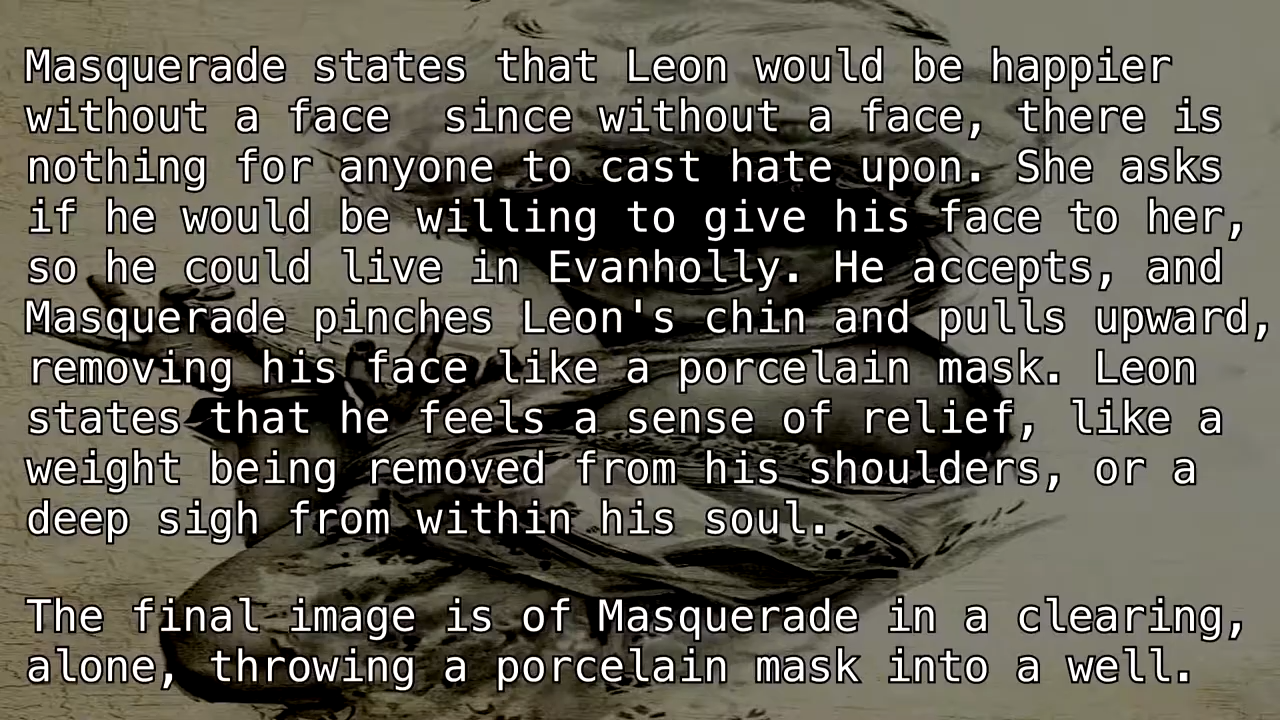 Masquerade states that Leon would be happier
without a face  since without a face, there is
nothing for anyone to cast hate upon. She asks
if he would be willing to give his face to her,
so he could live in Evanholly. He accepts, and
Masquerade pinches Leon's chin and pulls upward,
removing his face like a porcelain mask. Leon
states that he feels a sense of relief, like a
weight being removed from his shoulders, or a
deep sigh from within his soul.

The final image is of Masquerade in a clearing,
alone, throwing a porcelain mask into a well.